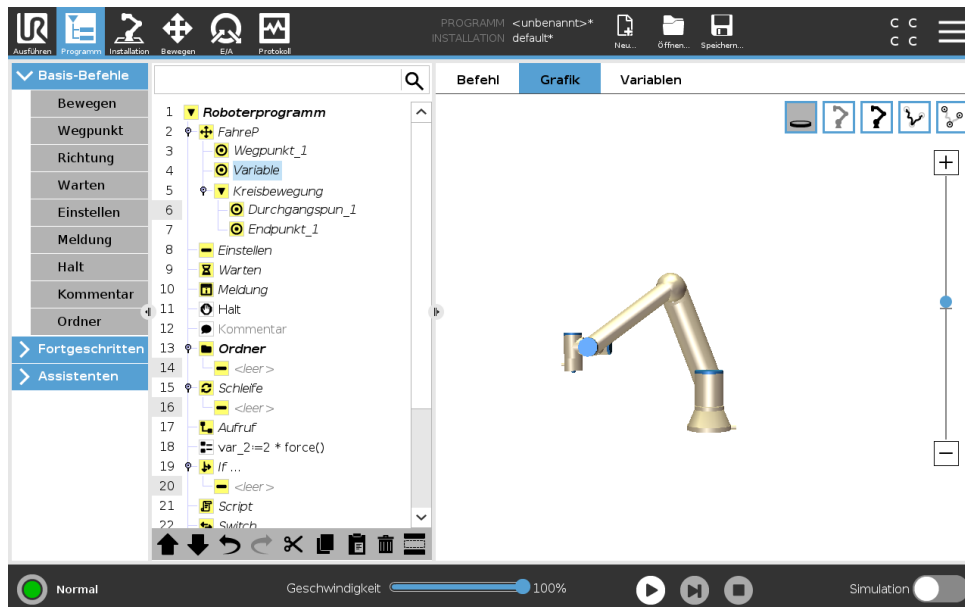 UR
PROGRAMM <unbenannt>*
INSTALLATION default*
Ausführen Programm Installation Bewegen E/A Protokoll Neu... Öffnen... Speichern...
C C
C C
Basis-Befehle
Bewegen
Wegpunkt
Richtung
Warten
Einstellen
Meldung
Halt
Kommentar
Ordner
Fortgeschritten
Assistenten
1 Roboterprogramm
2 FahreP
3 Wegpunkt_1
4 Variable
5 Kreisbewegung
6 Durchgangspun_1
7 Endpunkt_1
8 Einstellen
9 Warten
10 Meldung
11 Halt
12 Kommentar
13 Ordner
14 <leer>
15 Schleife
16 <leer>
17 Aufruf
18 var_2:=2 * force()
19 If ...
20 <leer>
21 Script
22 Switch
Befehl Grafik Variablen
Normal Geschwindigkeit 100% Simulation